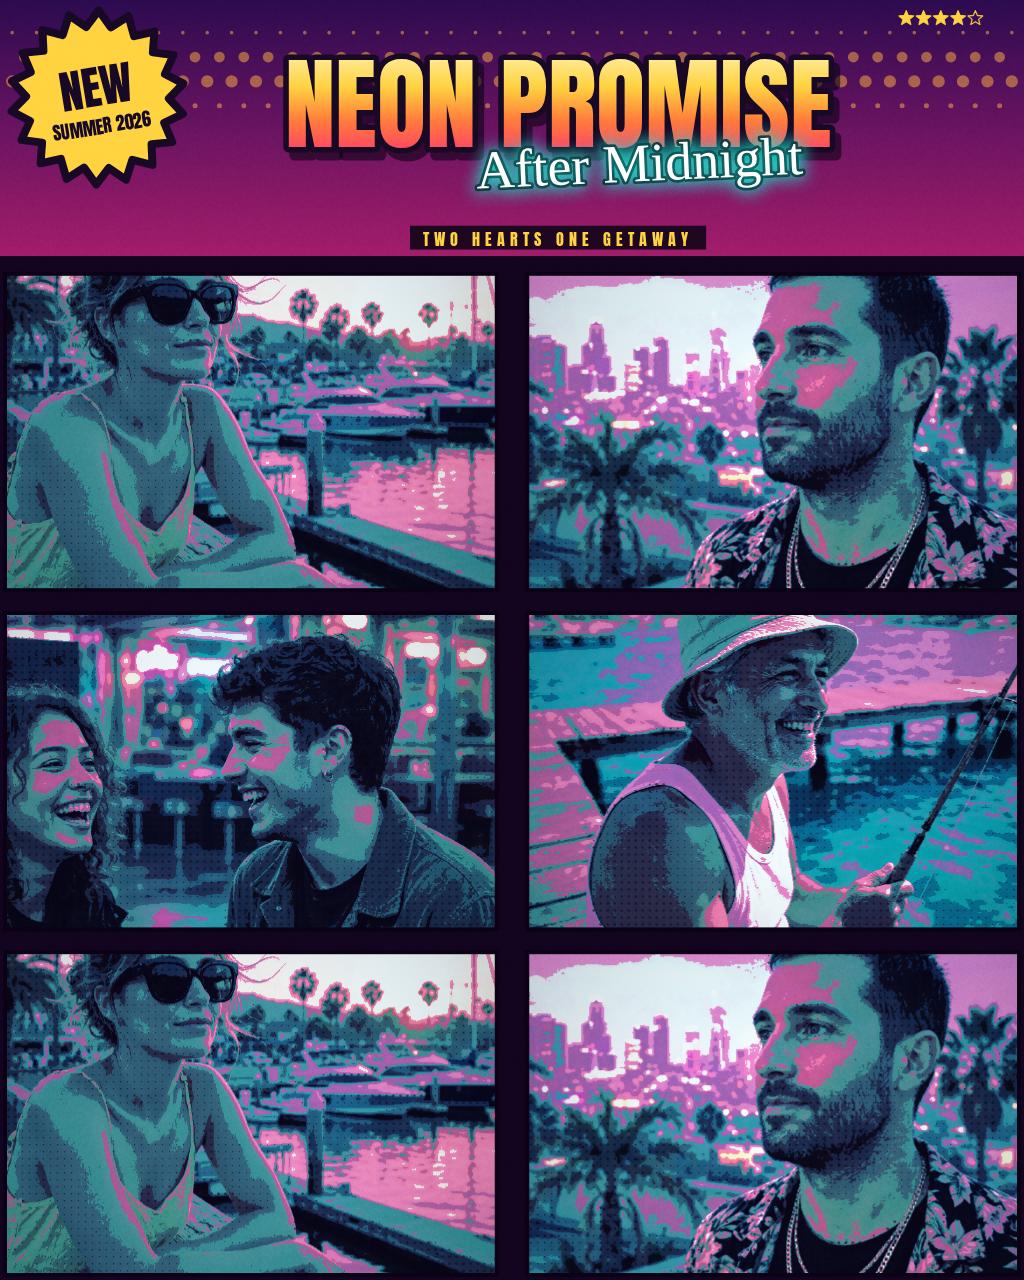 NEW
SUMMER 2026
NEON PROMISE
After Midnight
TWO HEARTS ONE GETAWAY